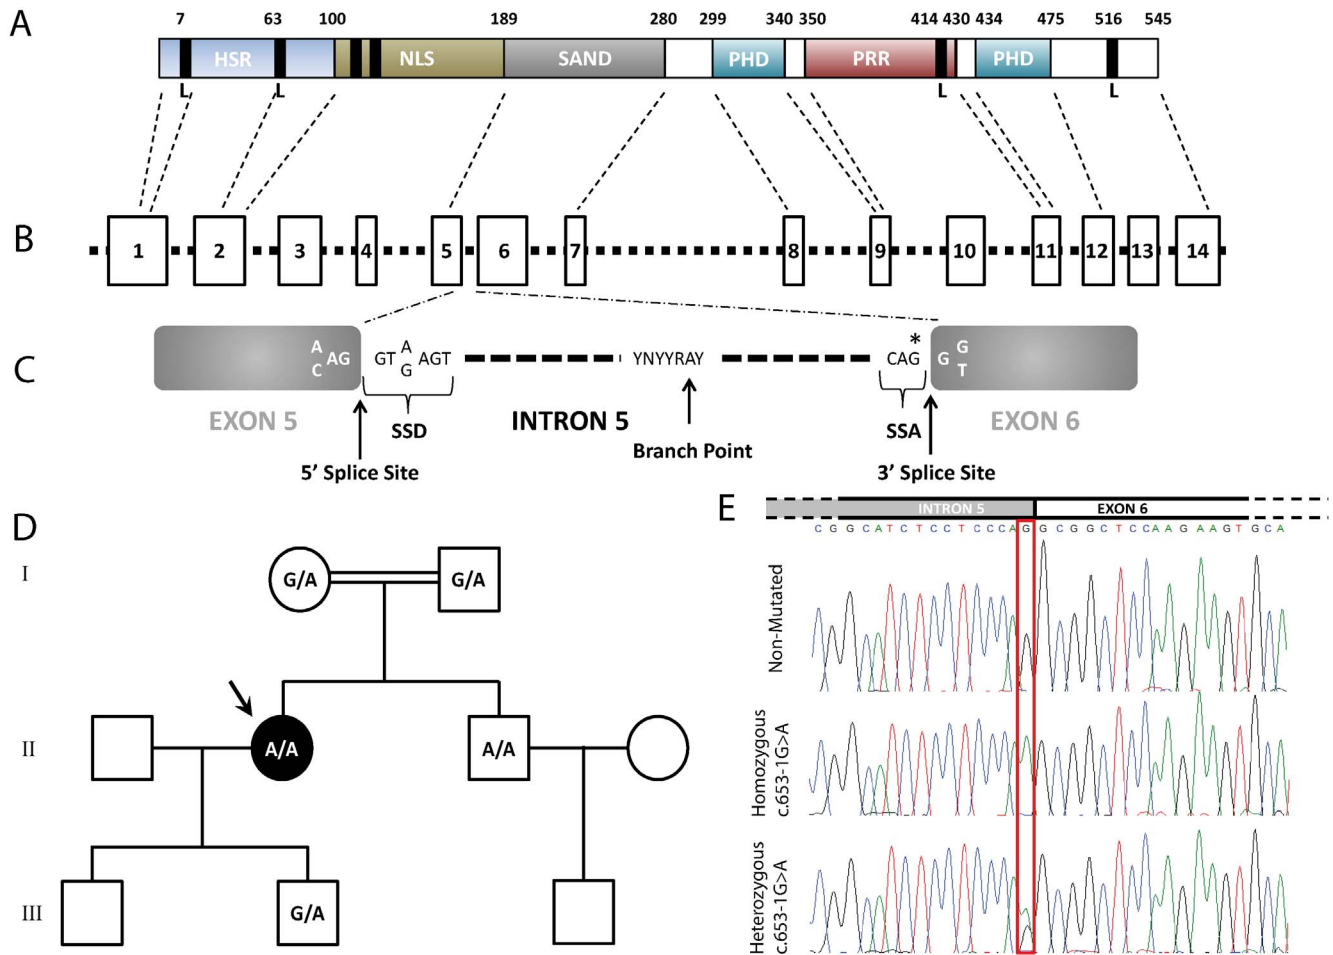 A
7 63 100 189 280 299 340 350 414 430 434 475 516 545
HSR NLS SAND PHD PRR PHD
L L L L
B
1 2 3 4 5 6 7 8 9 10 11 12 13 14
C
A
C
AG
GT
A
G
AGT
YNYYRAY
CAG
*
G
G
T
EXON 5
SSD
INTRON 5
Branch Point
SSA
EXON 6
5’ Splice Site
3’ Splice Site
D
I
G/A
G/A
II
A/A
A/A
III
G/A
E
INTRON 5
EXON 6
C G G C A T C T C C T C C C A G G C G G C T C C A A G A A G T G C A
Non-Mutated
Homozygous
c.653-1G>A
Heterozygous
c.653-1G>A